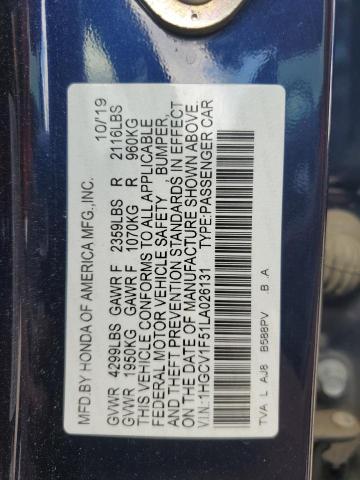 MFD.BY HONDA OF AMERICA MFG.,INC. 10/'19
GVWR 4299LBS GAWR F 2359LBS R 2116LBS
GVWR 1950KG GAWR F 1070KG R 960KG
THIS VEHICLE CONFORMS TO ALL APPLICABLE
FEDERAL MOTOR VEHICLE SAFETY BUMPER,
AND THEFT PREVENTION STANDARDS IN EFFECT
ON THE DATE OF MANUFACTURE SHOWN ABOVE.
V.I.N.:1HGCV1F51LA026131 TYPE:PASSENGER CAR
TVA L AJ8 B588PV B .A